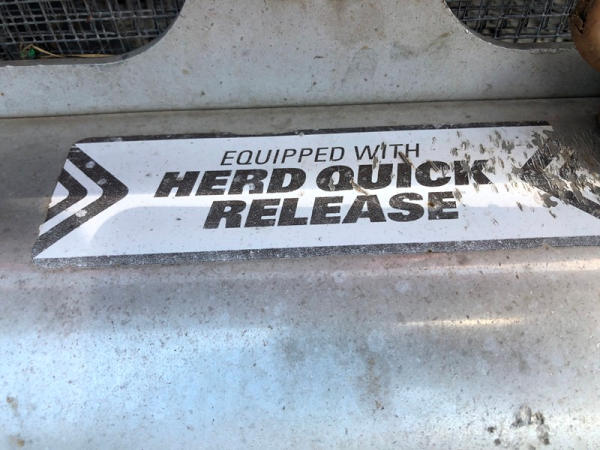 EQUIPPED WITH
HERD QUICK
RELEASE